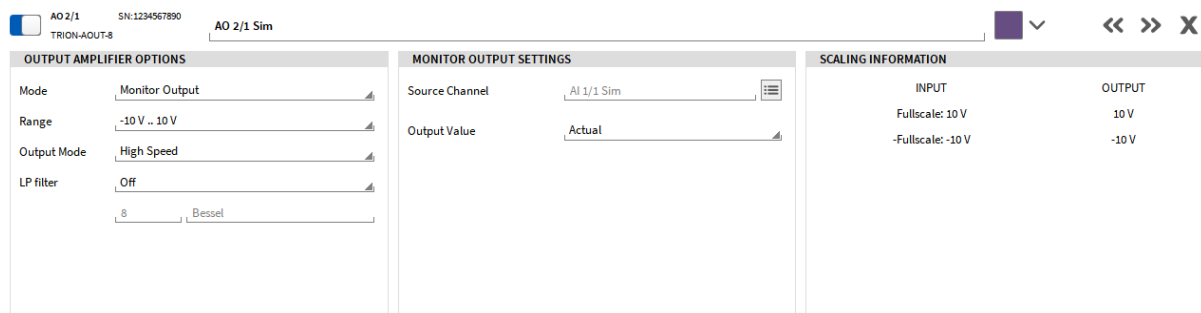 AO 2/1 SN:1234567890
TRION-AOUT-8
AO 2/1 Sim
X
OUTPUT AMPLIFIER OPTIONS
Mode Monitor Output
Range -10 V .. 10 V
Output Mode High Speed
LP filter Off
8 Bessel
MONITOR OUTPUT SETTINGS
Source Channel AI 1/1 Sim
Output Value Actual
SCALING INFORMATION
INPUT OUTPUT
Fullscale: 10 V 10 V
-Fullscale: -10 V -10 V